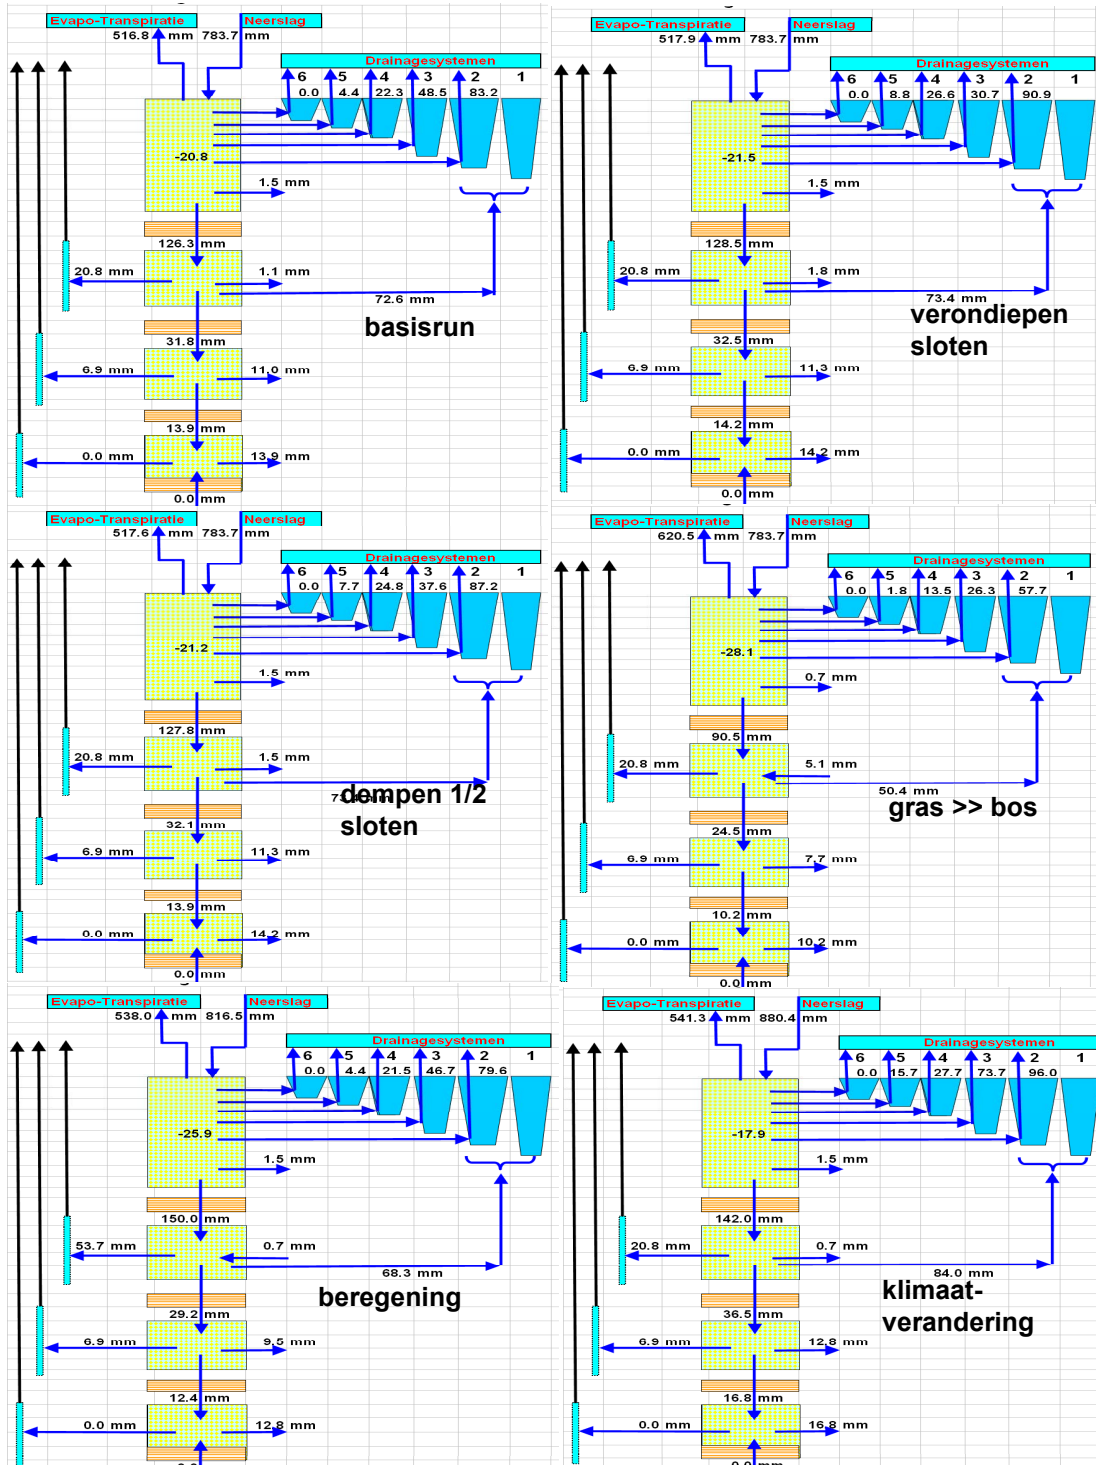 Evapo-Transpiratie Neerslag
516.8 mm 783.7 mm
Drainagesystemen
6 5 4 3 2 1
0.0 4.4 22.3 48.5 83.2
-20.8
1.5 mm
126.3 mm
20.8 mm 1.1 mm
72.6 mm
basisrun
31.8 mm
6.9 mm 11.0 mm
13.9 mm
0.0 mm 13.9 mm
0.0 mm
Evapo-Transpiratie Neerslag
517.9 mm 783.7 mm
Drainagesystemen
6 5 4 3 2 1
0.0 8.8 26.6 30.7 90.9
-21.5
1.5 mm
128.5 mm
20.8 mm 1.8 mm
73.4 mm
verondiepen
sloten
32.5 mm
6.9 mm 11.3 mm
14.2 mm
0.0 mm 14.2 mm
0.0 mm
Evapo-Transpiratie Neerslag
517.6 mm 783.7 mm
Drainagesystemen
6 5 4 3 2 1
0.0 7.7 24.8 37.6 87.2
-21.2
1.5 mm
127.8 mm
20.8 mm 1.5 mm
dempen 1/2
sloten
32.1 mm
6.9 mm 11.3 mm
13.9 mm
0.0 mm 14.2 mm
0.0 mm
Evapo-Transpiratie Neerslag
620.5 mm 783.7 mm
Drainagesystemen
6 5 4 3 2 1
0.0 1.8 13.5 26.3 57.7
-28.1
0.7 mm
90.5 mm
20.8 mm 5.1 mm
50.4 mm
gras >> bos
24.5 mm
6.9 mm 7.7 mm
10.2 mm
0.0 mm 10.2 mm
0.0 mm
Evapo-Transpiratie Neerslag
538.0 mm 816.5 mm
Drainagesystemen
6 5 4 3 2 1
0.0 4.4 21.5 46.7 79.6
-25.9
1.5 mm
150.0 mm
53.7 mm 0.7 mm
68.3 mm
beregening
29.2 mm
6.9 mm 9.5 mm
12.4 mm
0.0 mm 12.8 mm
Evapo-Transpiratie Neerslag
541.3 mm 880.4 mm
Drainagesystemen
6 5 4 3 2 1
0.0 15.7 27.7 73.7 96.0
-17.9
1.5 mm
142.0 mm
20.8 mm 0.7 mm
84.0 mm
klimaat-
verandering
36.5 mm
6.9 mm 12.8 mm
16.8 mm
0.0 mm 16.8 mm
0.0 mm